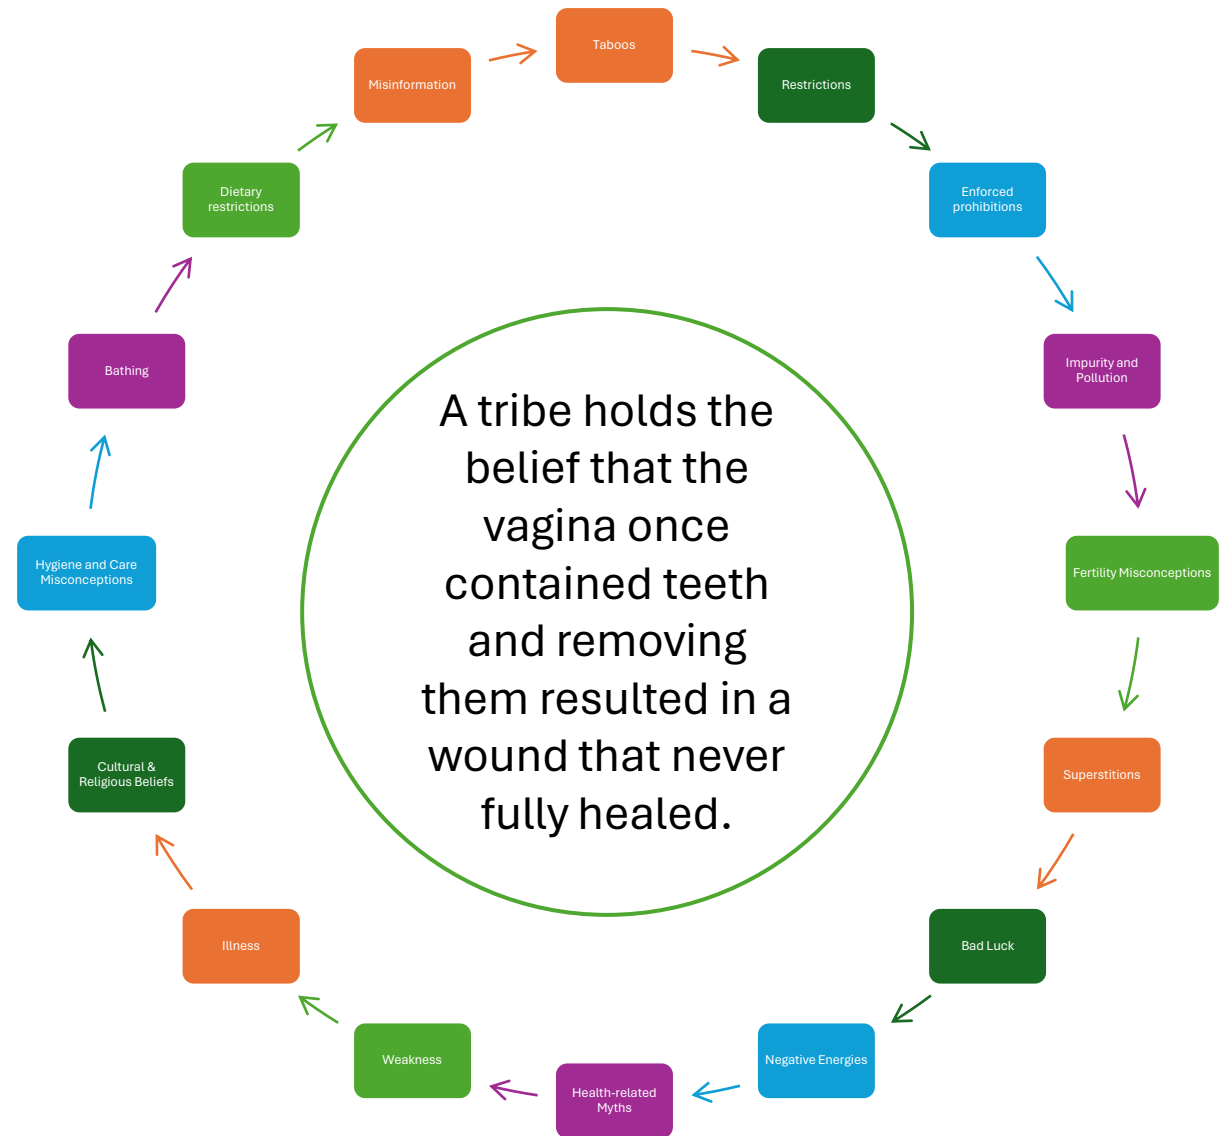 Taboos
Restrictions
Enforced
prohibitions
Impurity and
Pollution
Fertility Misconceptions
Superstitions
Bad Luck
Negative Energies
Health-related
Myths
Weakness
Illness
Cultural &
Religious Beliefs
Hygiene and Care
Misconceptions
Bathing
Dietary
restrictions
Misinformation
A tribe holds the
belief that the
vagina once
contained teeth
and removing
them resulted in a
wound that never
fully healed.